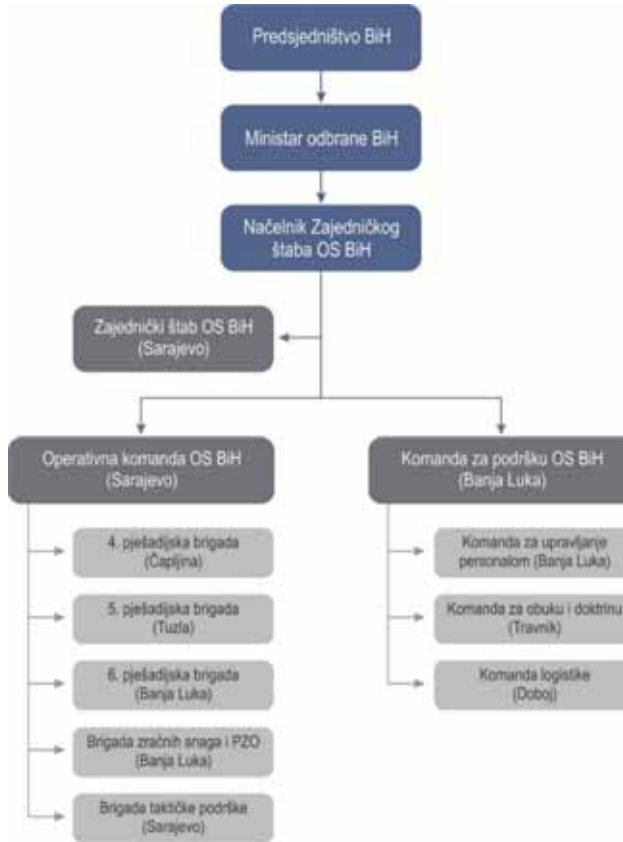 Predsjedništvo BiH
Ministar odbrane BiH
Načelnik Zajedničkog
štaba OS BiH
Zajednički štab OS BiH
(Sarajevo)
Operativna komanda OS BiH
(Sarajevo)
4. pješadijska brigada
(Čapljina)
5. pješadijska brigada
(Tuzla)
6. pješadijska brigada
(Banja Luka)
Brigada zračnih snaga i PZO
(Banja Luka)
Brigada taktičke podrške
(Sarajevo)
Komanda za podršku OS BiH
(Banja Luka)
Komanda za upravljanje
personalom (Banja Luka)
Komanda za obuku i doktrinu
(Travnik)
Komanda logistike
(Doboj)